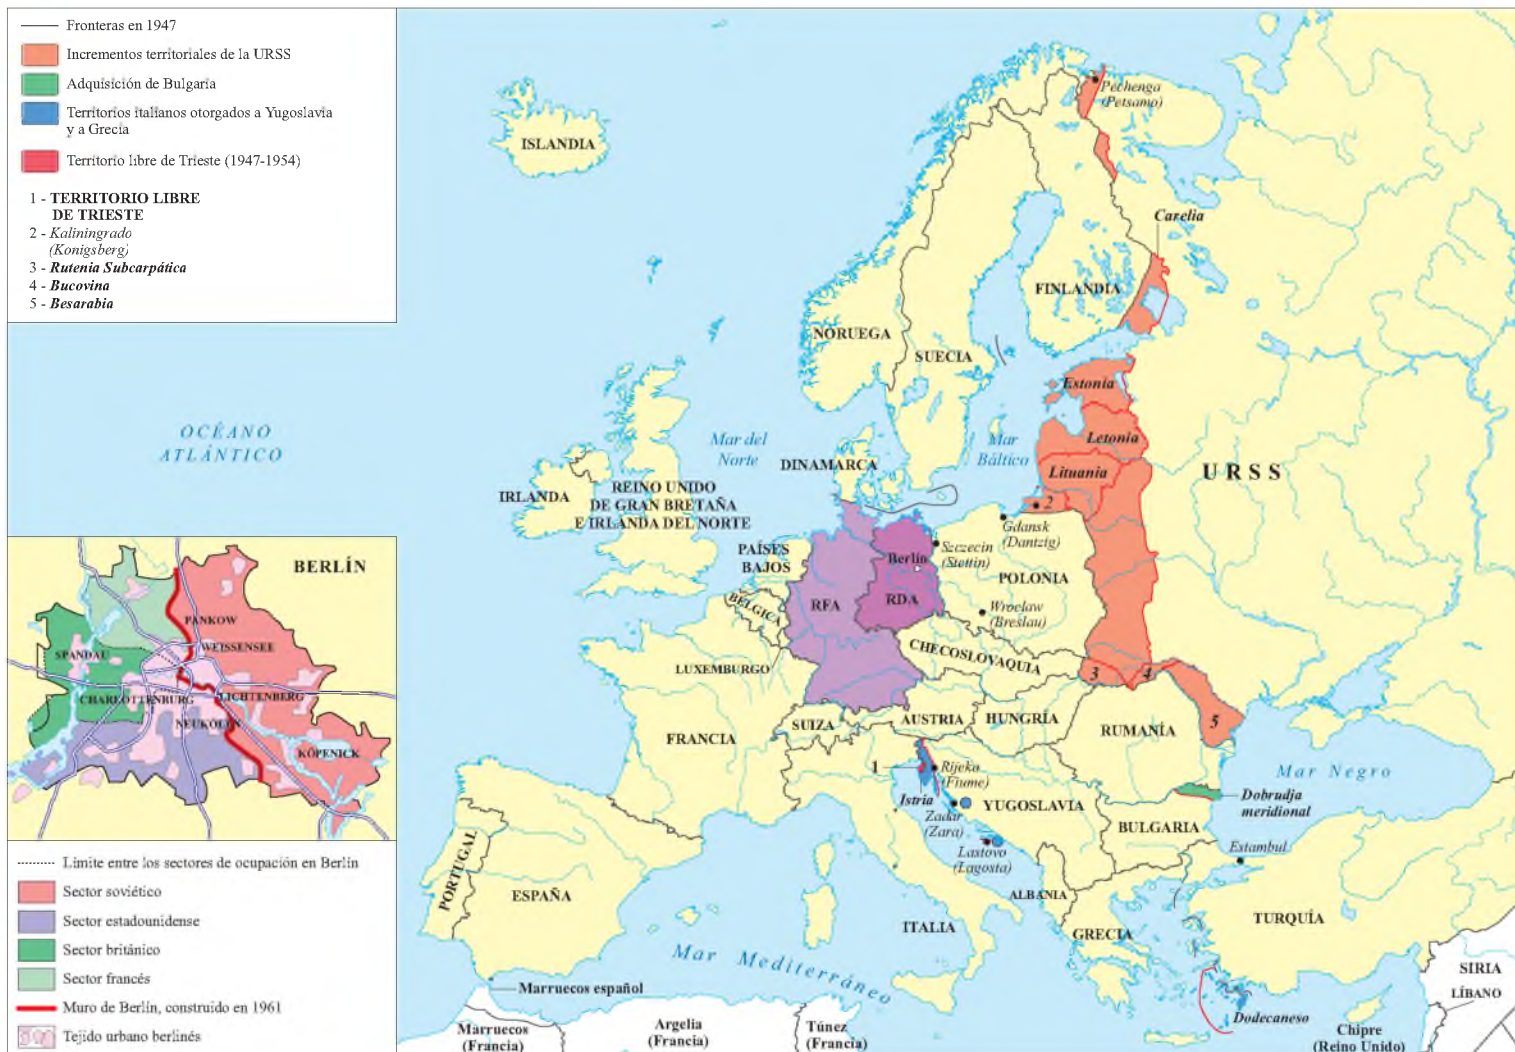 Fronteras en 1947
Incrementos territoriales de la URSS
Adquisición de Bulgaria
Territorios italianos otorgados a Yugoslavia
y a Grecia
Territorio libre de Trieste (1947-1954)
1 - TERRITORIO LIBRE
DE TRIESTE
2 - Kaliningrado
(Konigsberg)
3 - Rutenia Subcarpática
4 - Bucovina
5 - Besarabia
ISLANDIA
Pechenga
(Petsamo)
Carelia
FINLANDIA
NORUEGA
SUECIA
Estonia
OCÉANO
ATLÁNTICO
Mar del
Norte
Mar
Báltico
Letonia
DINAMARCA
Lituania
URSS
IRLANDA
REINO UNIDO
DE GRAN BRETAÑA
E IRLANDA DEL NORTE
2
Gdansk
(Dantzig)
PAÍSES
BAJOS
Berlín
Szczecin
(Stettin)
POLONIA
BÉLGICA
RFA
RDA
Wroclaw
(Breslau)
LUXEMBURGO
CHECOSLOVAQUIA
3
4
5
FRANCIA
SUIZA
AUSTRIA
HUNGRÍA
RUMANÍA
1
Rijeka
(Fiume)
Istria
YUGOSLAVIA
Zadar
(Zara)
Mar Negro
Dobrudja
meridional
BULGARIA
Lastovo
(Lagosta)
Estambul
PORTUGAL
ESPAÑA
ALBANIA
ITALIA
GRECIA
TURQUÍA
Mar Mediterráneo
Marruecos español
SIRIA
LÍBANO
Dodecaneso
Marruecos
(Francia)
Argelia
(Francia)
Túnez
(Francia)
Chipre
(Reino Unido)
BERLÍN
PANKOW
WEISSENSEE
SPANDAU
CHARLOTTENBURG
LICHTENBERG
NEUKÖLLN
KÖPENICK
Límite entre los sectores de ocupación en Berlín
Sector soviético
Sector estadounidense
Sector británico
Sector francés
Muro de Berlín, construido en 1961
Tejido urbano berlinés